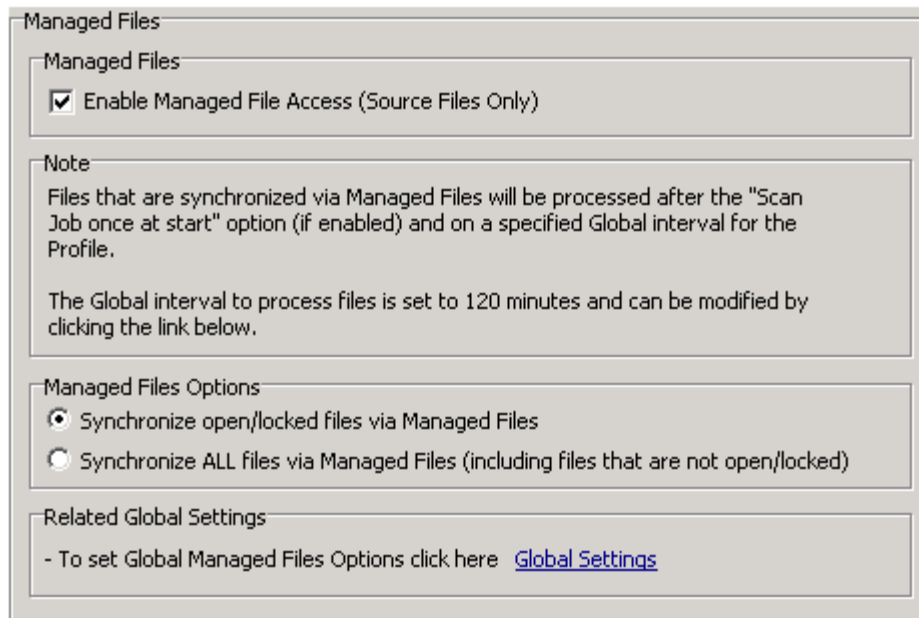 Managed Files
Managed Files
Enable Managed File Access (Source Files Only)
Note
Files that are synchronized via Managed Files will be processed after the "Scan
Job once at start" option (if enabled) and on a specified Global interval for the
Profile.
The Global interval to process files is set to 120 minutes and can be modified by
clicking the link below.
Managed Files Options
Synchronize open/locked files via Managed Files
Synchronize ALL files via Managed Files (including files that are not open/locked)
Related Global Settings
- To set Global Managed Files Options click here Global Settings